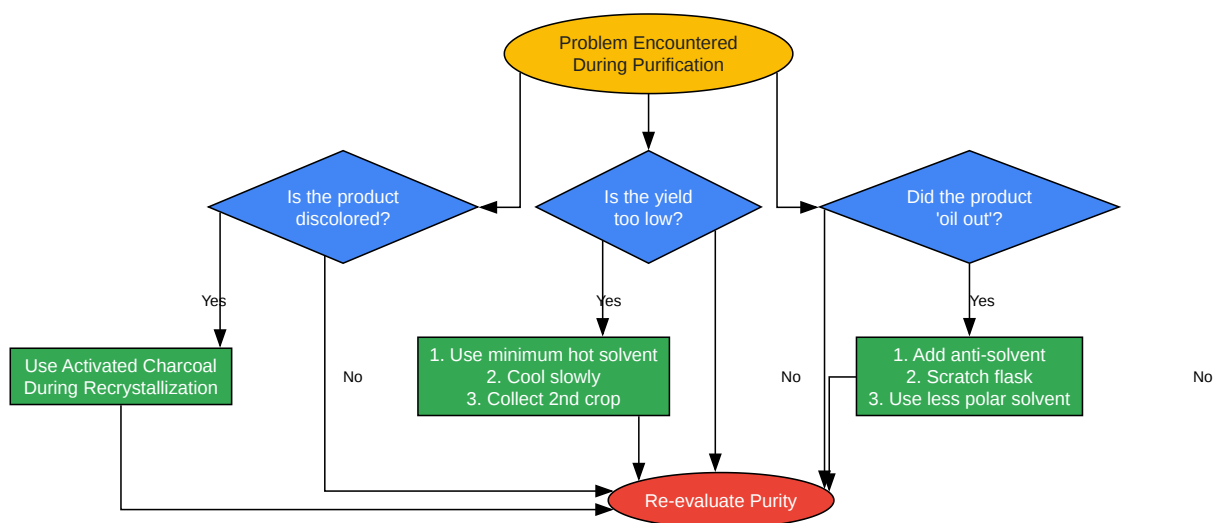 Problem Encountered
During Purification
Is the product
discolored?
Is the yield
too low?
Did the product
'oil out'?
Yes
Yes
Yes
Use Activated Charcoal
During Recrystallization
No
1. Use minimum hot solvent
2. Cool slowly
3. Collect 2nd crop
No
1. Add anti-solvent
2. Scratch flask
3. Use less polar solvent
No
Re-evaluate Purity